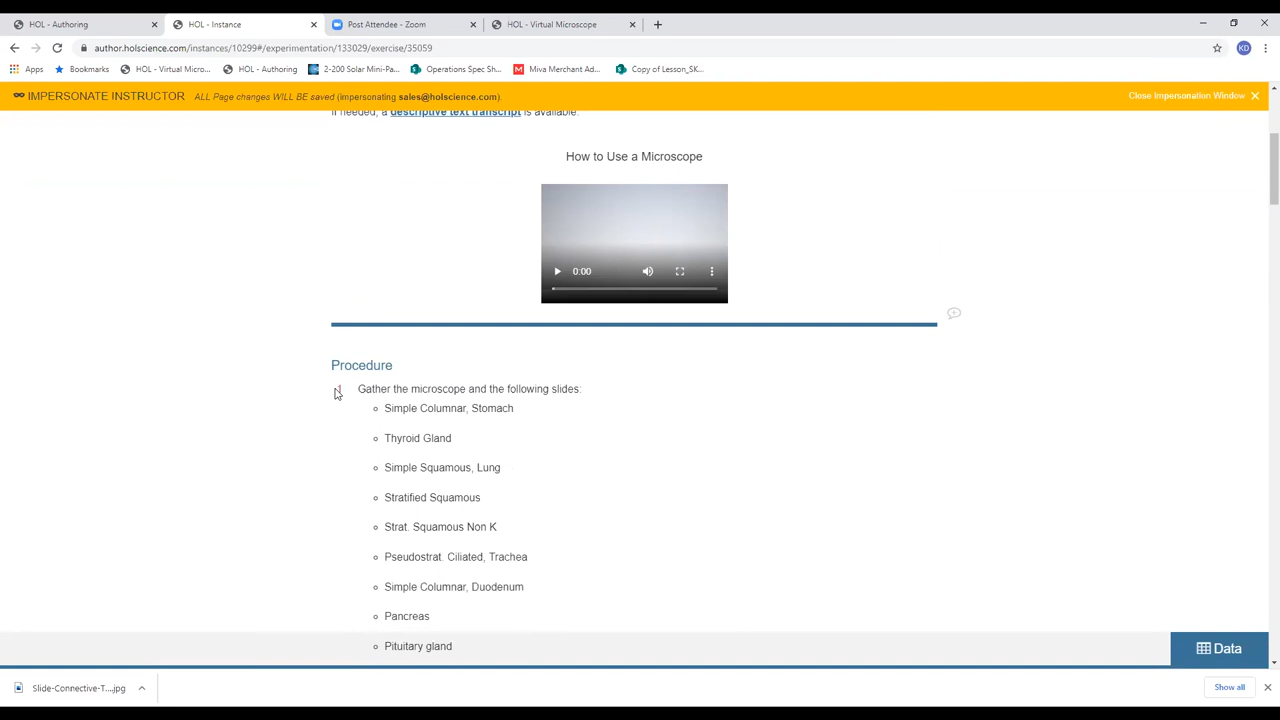 HOL - Authoring
HOL - Instance
Post Attendee - Zoom
HOL - Virtual Microscope
author.holscience.com/instances/10299#/experimentation/133029/exercise/35059
KD
Apps
Bookmarks
HOL - Virtual Micro...
HOL - Authoring
2-200 Solar Mini-Pa...
Operations Spec Sh...
Miva Merchant Ad...
Copy of Lesson_SK...
IMPERSONATE INSTRUCTOR ALL Page changes WILL BE saved (impersonating sales@holscience.com).
Close Impersonation Window
If needed, a descriptive text transcript is available.
How to Use a Microscope
0:00
Procedure
Gather the microscope and the following slides:
Simple Columnar, Stomach
Thyroid Gland
Simple Squamous, Lung
Stratified Squamous
Strat. Squamous Non K
Pseudostrat. Ciliated, Trachea
Simple Columnar, Duodenum
Pancreas
Pituitary gland
Data
Slide-Connective-T....jpg
Show all